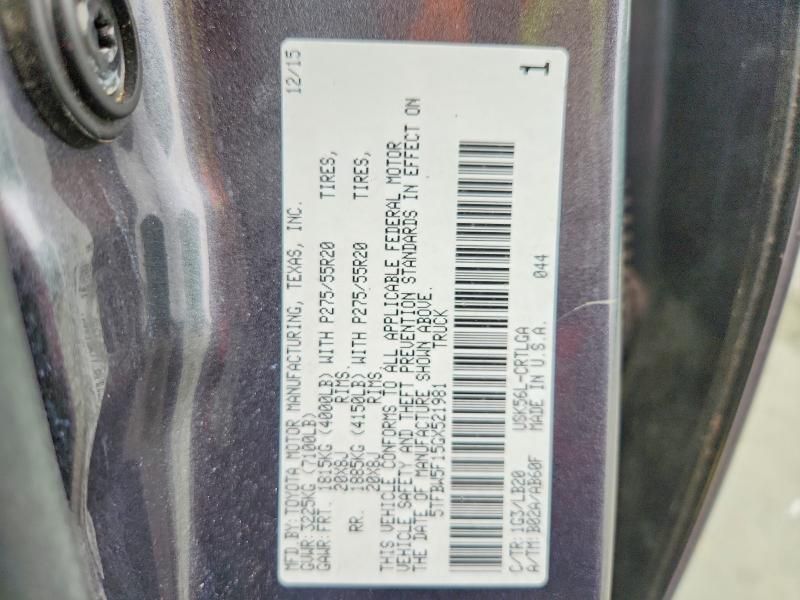 MFD.BY:TOYOTA MOTOR MANUFACTURING, TEXAS, INC. 12/15
GVWR:3225KG (7100LB)
GAWR:FRT. 1815KG (4000LB) WITH P275/55R20 TIRES,
20X8J RIMS.
RR. 1885KG (4150LB) WITH P275/55R20 TIRES,
20X8J RIMS.
THIS VEHICLE CONFORMS TO ALL APPLICABLE FEDERAL MOTOR
VEHICLE SAFETY AND THEFT PREVENTION STANDARDS IN EFFECT ON
THE DATE OF MANUFACTURE SHOWN ABOVE.
5TFBW5F15GX521981 TRUCK
C/TR:1G3/LB20 USK56L-CRTLGA 044
A/TM:B02A/AB60F MADE IN U.S.A. 1